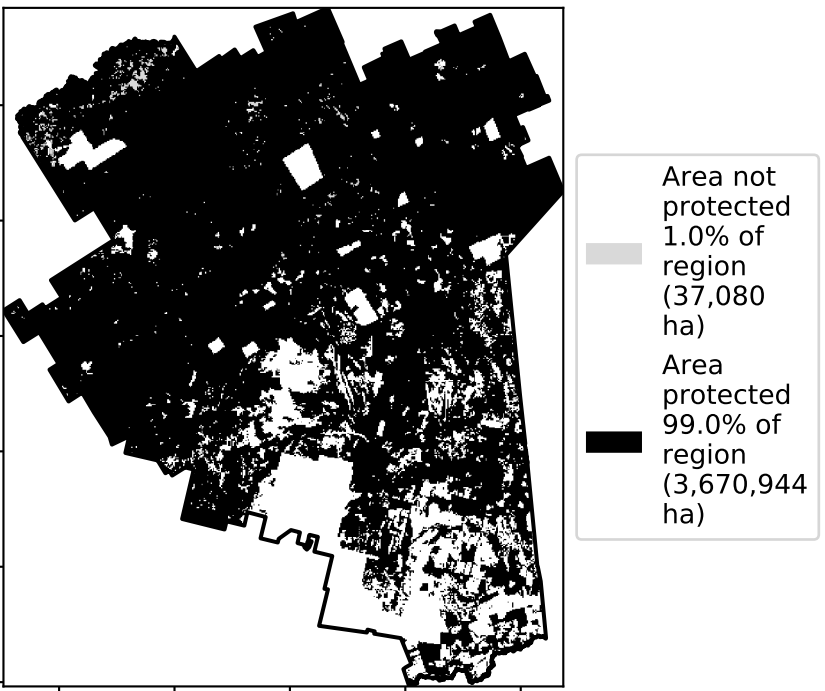 Area not
protected
1.0% of
region
(37,080
ha)
Area
protected
99.0% of
region
(3,670,944
ha)